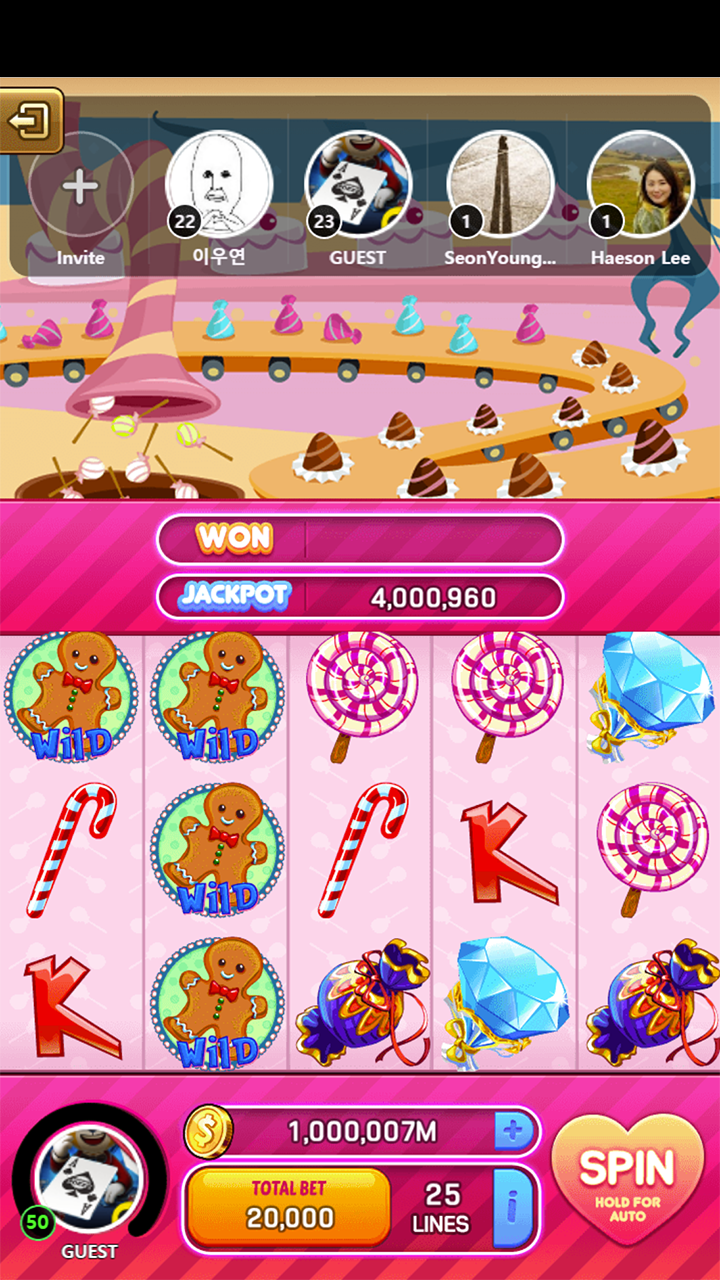 22
23
1
1
Invite
이우연
GUEST
SeonYoung...
Haeson Lee
WON
JACKPOT
4,000,960
WILD
WILD
K
WILD
K
WILD
$
1,000,007M
+
TOTAL BET
20,000
25
LINES
i
SPIN
HOLD FOR
AUTO
50
GUEST